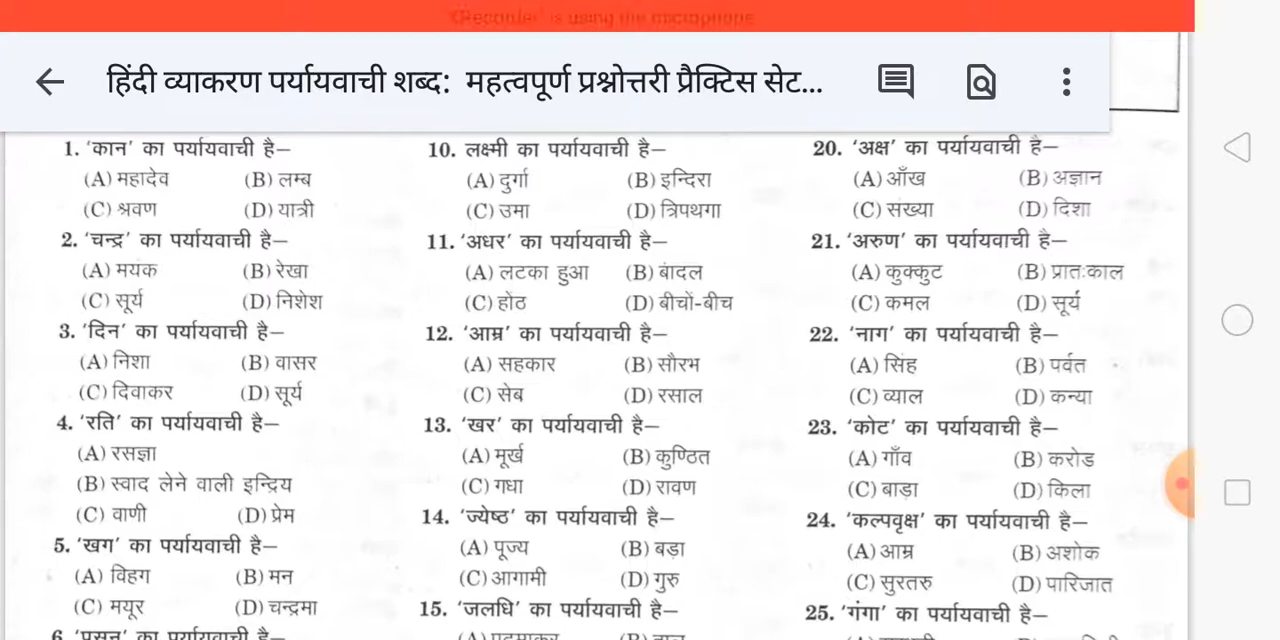 'Recorder' is using the microphone
हिंदी व्याकरण पर्यायवाची शब्द: महत्वपूर्ण प्रश्नोत्तरी प्रैक्टिस सेट...
1. 'कान' का पर्यायवाची है—
(A) महादेव (B) लम्ब
(C) श्रवण (D) यात्री
2. 'चन्द्र' का पर्यायवाची है—
(A) मयंक (B) रेखा
(C) सूर्य (D) निशेश
3. 'दिन' का पर्यायवाची है—
(A) निशा (B) वासर
(C) दिवाकर (D) सूर्य
4. 'रति' का पर्यायवाची है—
(A) रसज्ञा
(B) स्वाद लेने वाली इन्द्रिय
(C) वाणी (D) प्रेम
5. 'खग' का पर्यायवाची है—
(A) विहग (B) मन
(C) मयूर (D) चन्द्रमा
10. लक्ष्मी का पर्यायवाची है—
(A) दुर्गा (B) इन्दिरा
(C) उमा (D) त्रिपथगा
11. 'अधर' का पर्यायवाची है—
(A) लटका हुआ (B) बादल
(C) होंठ (D) बीचों-बीच
12. 'आम्र' का पर्यायवाची है—
(A) सहकार (B) सौरभ
(C) सेब (D) रसाल
13. 'खर' का पर्यायवाची है—
(A) मूर्ख (B) कुण्ठित
(C) गधा (D) रावण
14. 'ज्येष्ठ' का पर्यायवाची है—
(A) पूज्य (B) बड़ा
(C) आगामी (D) गुरु
15. 'जलधि' का पर्यायवाची है—
20. 'अक्ष' का पर्यायवाची है—
(A) आँख (B) अज्ञान
(C) संख्या (D) दिशा
21. 'अरुण' का पर्यायवाची है—
(A) कुक्कुट (B) प्रातःकाल
(C) कमल (D) सूर्य
22. 'नाग' का पर्यायवाची है—
(A) सिंह (B) पर्वत
(C) व्याल (D) कन्या
23. 'कोट' का पर्यायवाची है—
(A) गाँव (B) करोड़
(C) बाड़ा (D) किला
24. 'कल्पवृक्ष' का पर्यायवाची है—
(A) आम्र (B) अशोक
(C) सुरतरु (D) पारिजात
25. 'गंगा' का पर्यायवाची है—